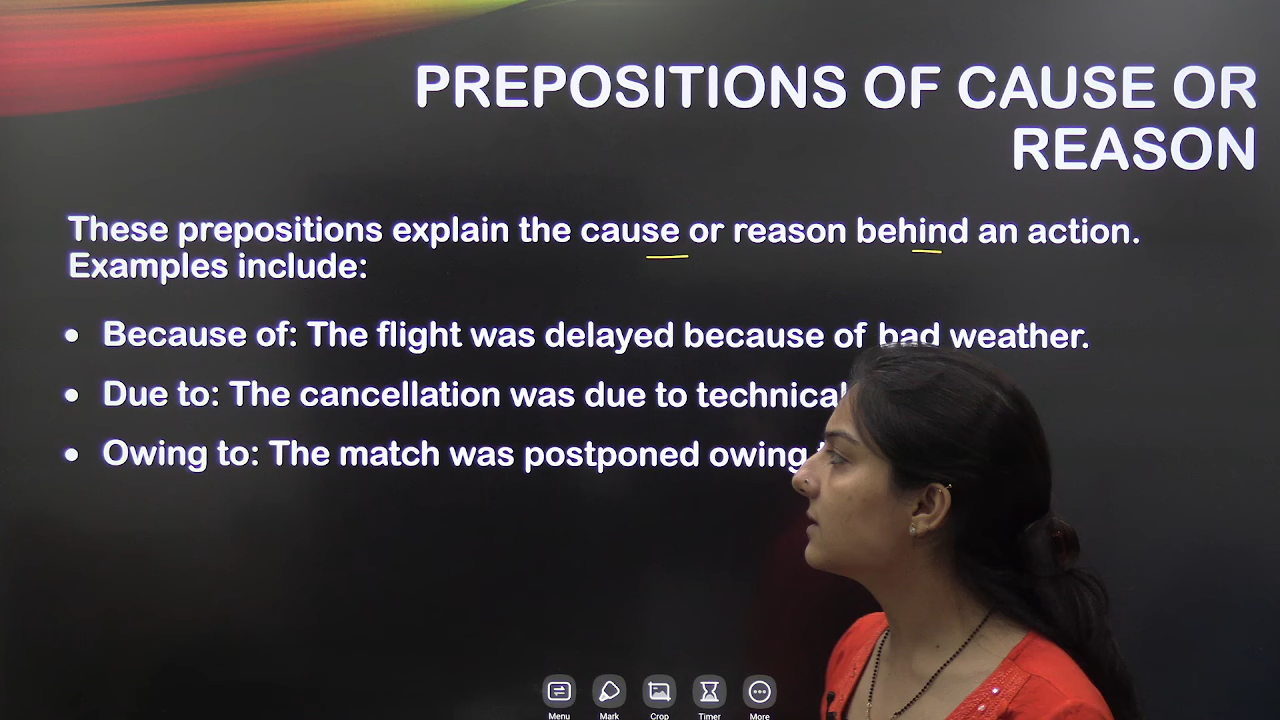 PREPOSITIONS OF CAUSE OR
REASON
These prepositions explain the cause or reason behind an action.
Examples include:
• Because of: The flight was delayed because of bad weather.
• Due to: The cancellation was due to technical
• Owing to: The match was postponed owing
Menu Mark Crop Timer More